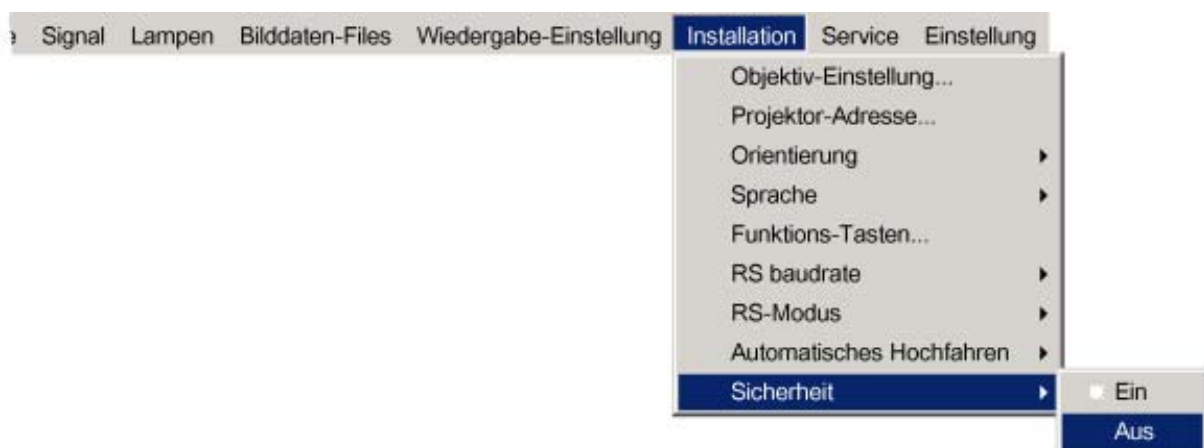 Signal Lampen Bilddaten-Files Wiedergabe-Einstellung Installation Service Einstellung
Objektiv-Einstellung...
Projektor-Adresse...
Orientierung
Sprache
Funktions-Tasten...
RS baudrate
RS-Modus
Automatisches Hochfahren
Sicherheit
Ein
Aus